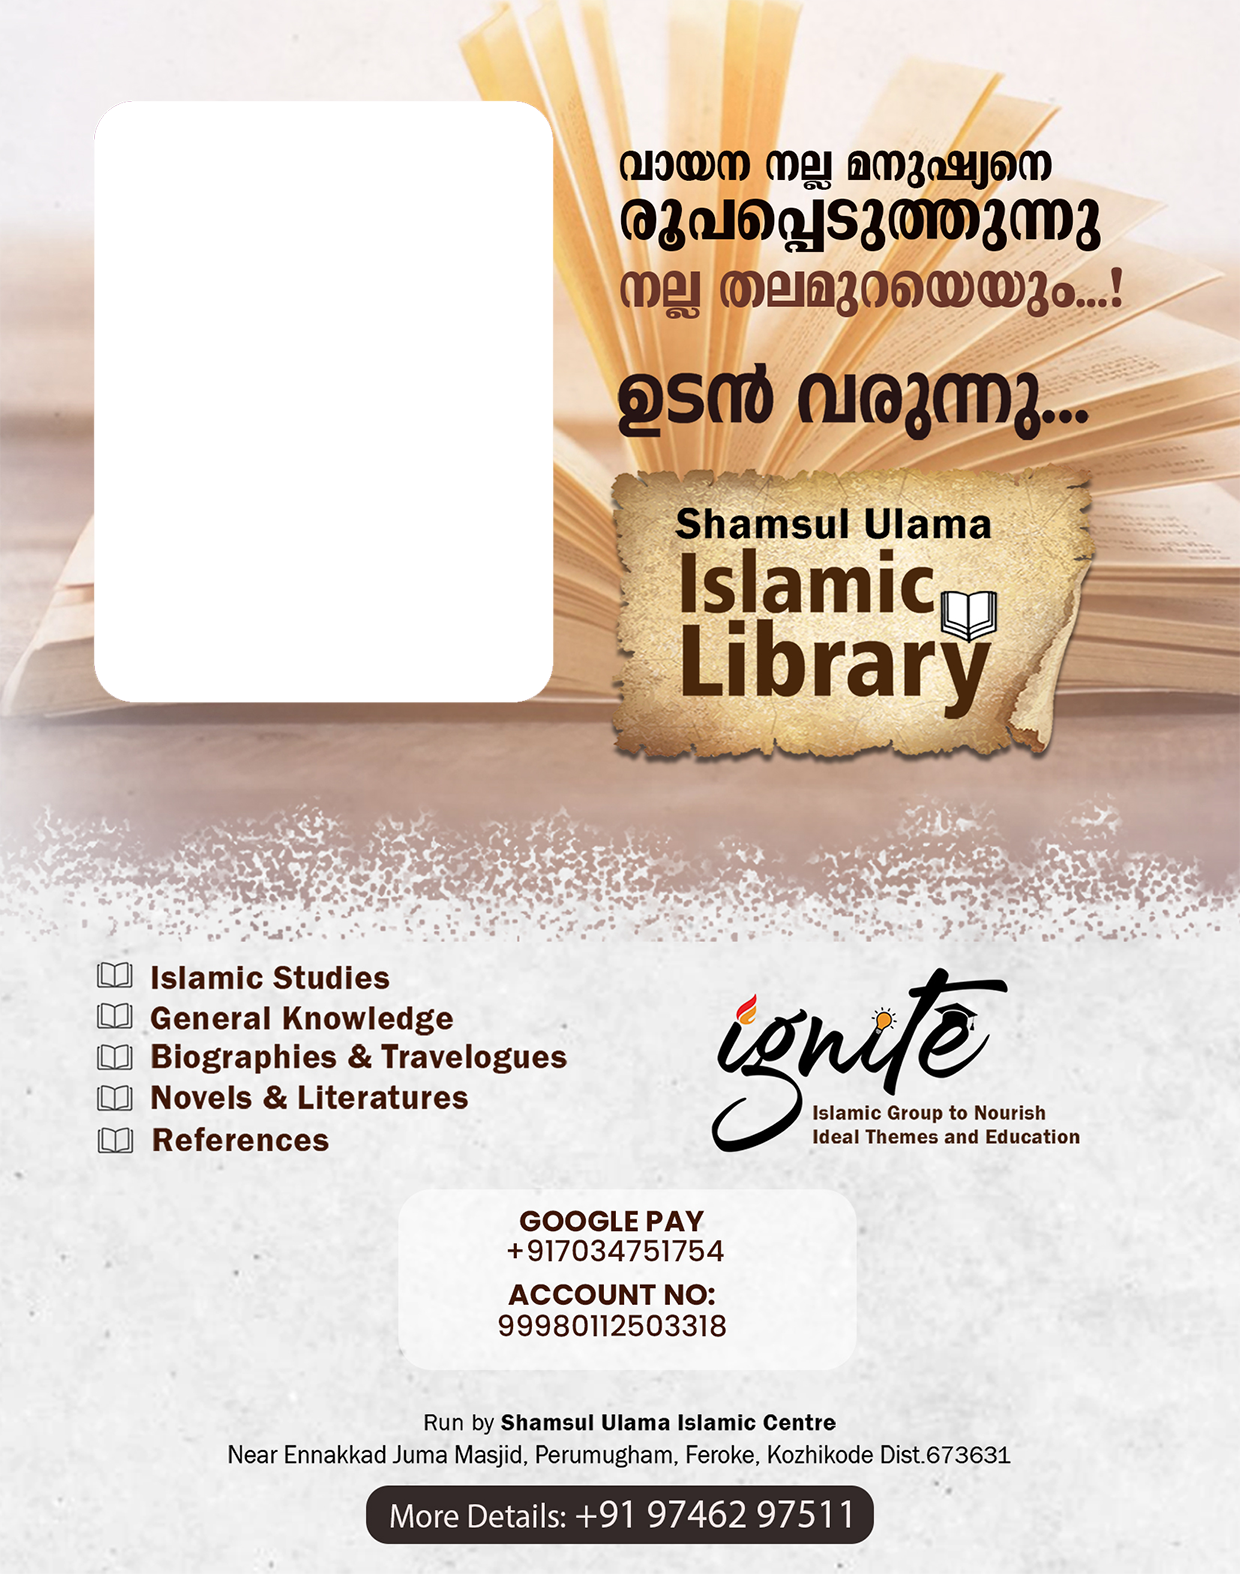 വായന നല്ല മനുഷ്യനെ
രൂപപ്പെടുത്തുന്നു
നല്ല തലമുറയെയും...!
ഉടൻ വരുന്നു...
Shamsul Ulama
Islamic
Library
Islamic Studies
General Knowledge
Biographies & Travelogues
Novels & Literatures
References
ignite
Islamic Group to Nourish
Ideal Themes and Education
GOOGLE PAY
+917034751754
ACCOUNT NO:
99980112503318
Run by Shamsul Ulama Islamic Centre
Near Ennakkad Juma Masjid, Perumugham, Feroke, Kozhikode Dist.673631
More Details: +91 97462 97511